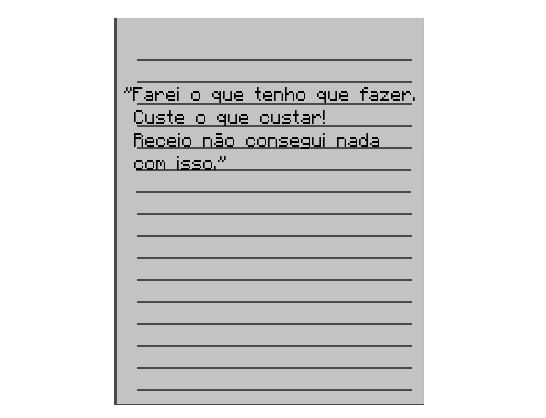 "Farei o que tenho que fazer.
Custe o que custar!
Receio não consegui nada
com isso."